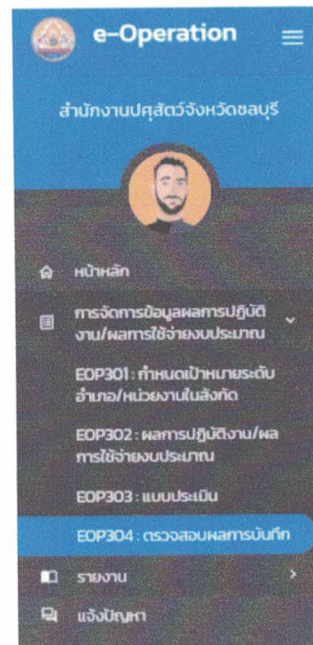 e-Operation
สำนักงานปศุสัตว์จังหวัดชลบุรี
หน้าหลัก
การจัดการข้อมูลผลการปฏิบัติ
งาน/ผลการใช้จ่ายงบประมาณ
EOP301 : กำหนดเป้าหมายระดับ
อำเภอ/หน่วยงานในสังกัด
EOP302 : ผลการปฏิบัติงาน/ผล
การใช้จ่ายงบประมาณ
EOP303 : แบบประเมิน
EOP304 : ตรวจสอบผลการบันทึก
รายงาน
แจ้งปัญหา